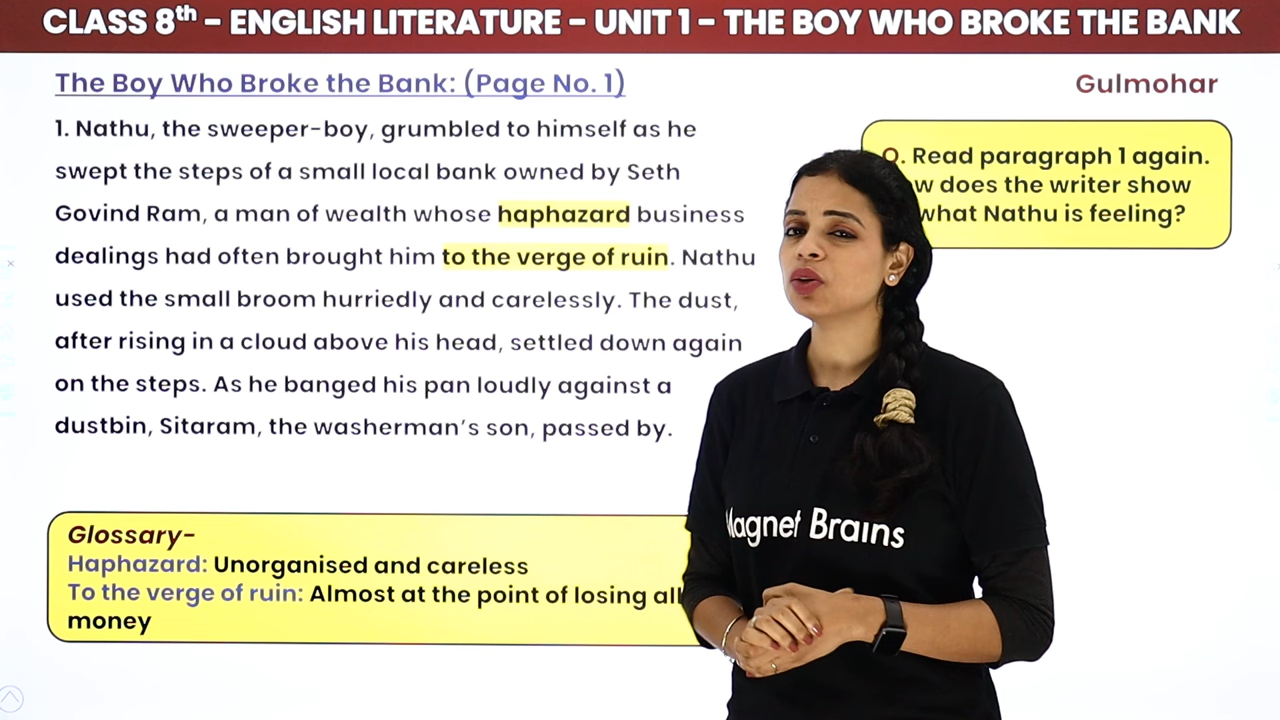 CLASS 8th – ENGLISH LITERATURE – UNIT 1 – THE BOY WHO BROKE THE BANK
The Boy Who Broke the Bank: (Page No. 1)
Gulmohar
1. Nathu, the sweeper-boy, grumbled to himself as he
swept the steps of a small local bank owned by Seth
Govind Ram, a man of wealth whose haphazard business
dealings had often brought him to the verge of ruin. Nathu
used the small broom hurriedly and carelessly. The dust,
after rising in a cloud above his head, settled down again
on the steps. As he banged his pan loudly against a
dustbin, Sitaram, the washerman's son, passed by.
Q. Read paragraph 1 again.
does the writer show
what Nathu is feeling?
Glossary-
Haphazard: Unorganised and careless
To the verge of ruin: Almost at the point of losing all
money
Magnet Brains